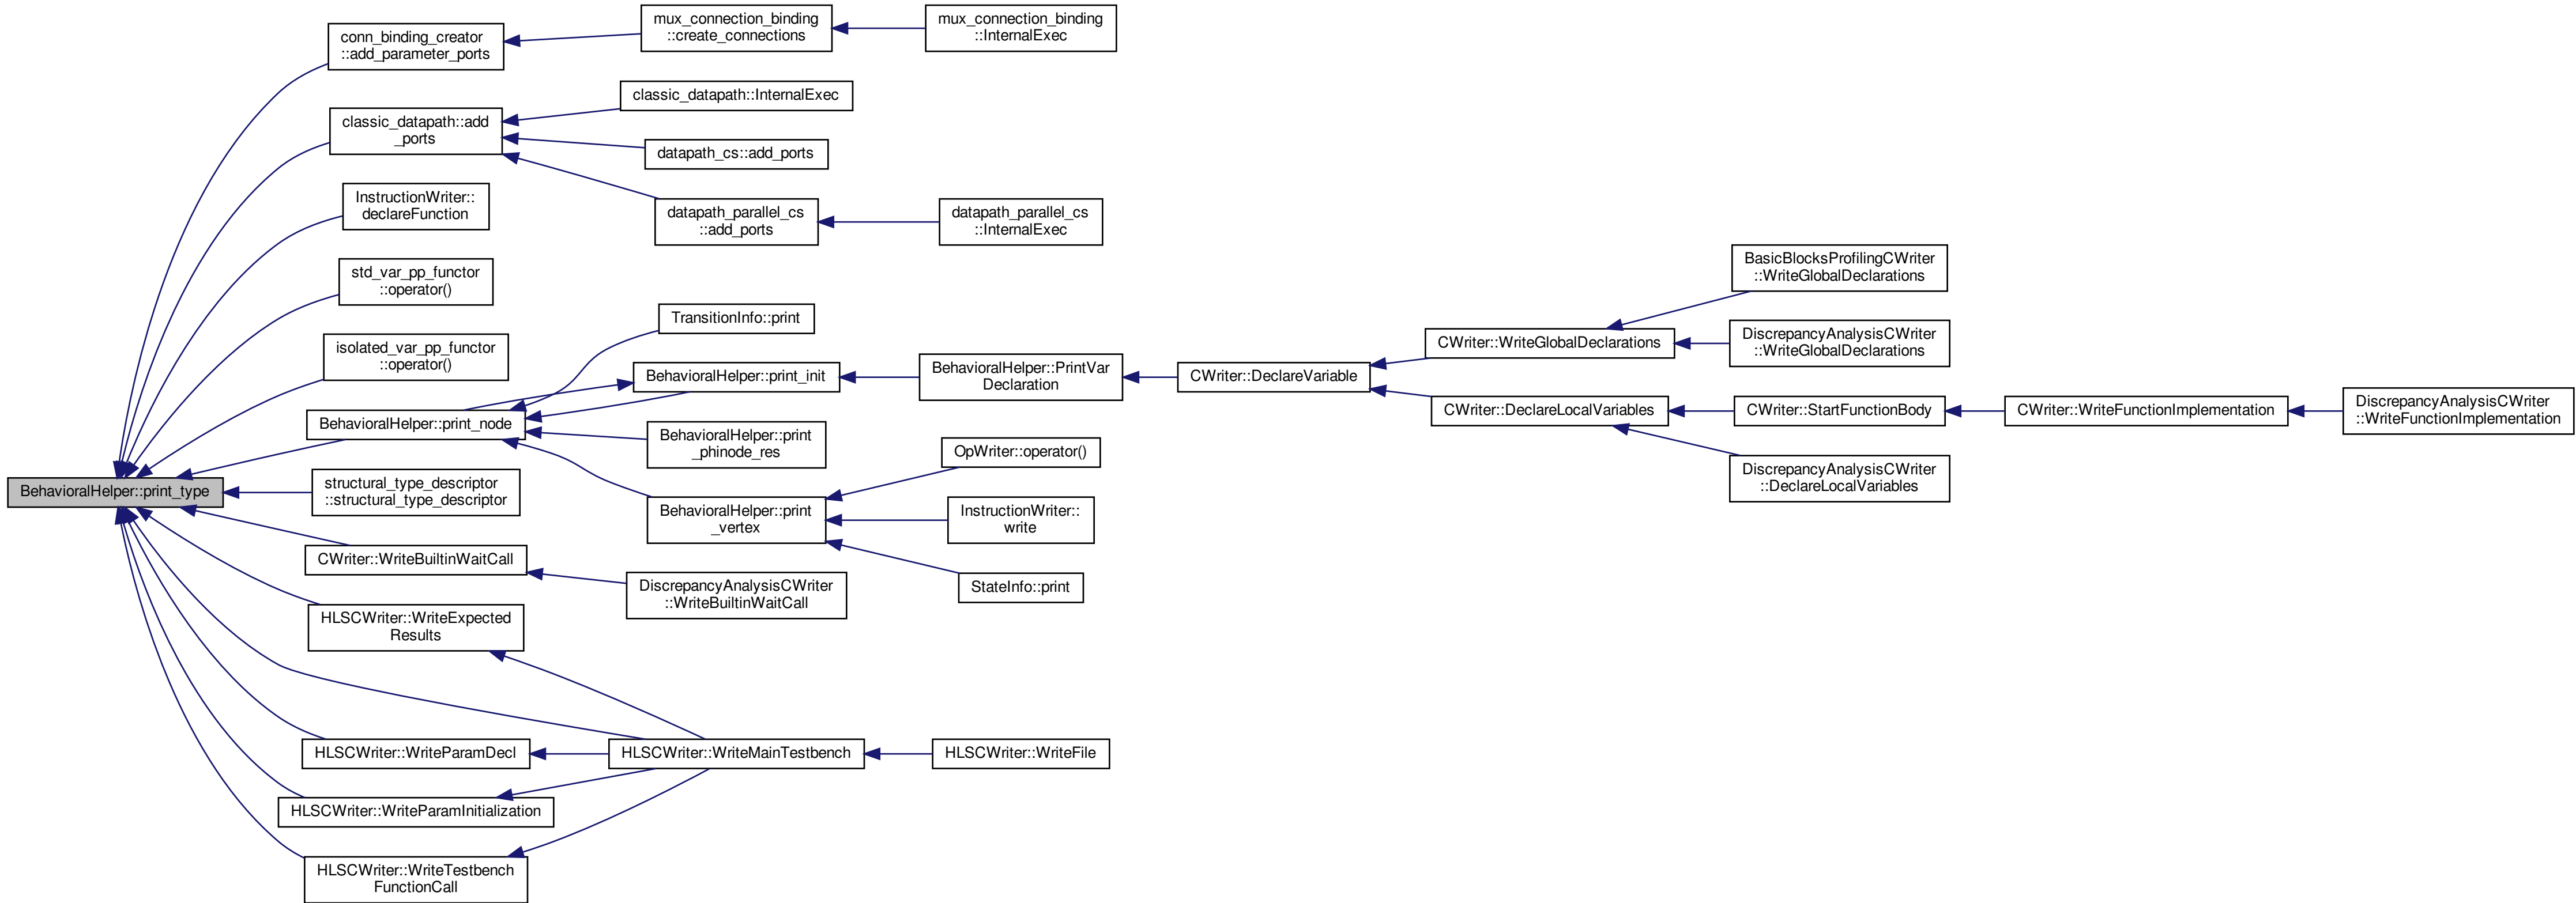 conn_binding_creator
::add_parameter_ports
mux_connection_binding
::create_connections
mux_connection_binding
::InternalExec
classic_datapath::add
_ports
classic_datapath::InternalExec
datapath_cs::add_ports
datapath_parallel_cs
::add_ports
datapath_parallel_cs
::InternalExec
InstructionWriter::
declareFunction
std_var_pp_functor
::operator()
isolated_var_pp_functor
::operator()
BehavioralHelper::print_node
TransitionInfo::print
BehavioralHelper::print_init
BehavioralHelper::PrintVar
Declaration
CWriter::DeclareVariable
CWriter::WriteGlobalDeclarations
BasicBlocksProfilingCWriter
::WriteGlobalDeclarations
DiscrepancyAnalysisCWriter
::WriteGlobalDeclarations
CWriter::DeclareLocalVariables
CWriter::StartFunctionBody
CWriter::WriteFunctionImplementation
DiscrepancyAnalysisCWriter
::WriteFunctionImplementation
DiscrepancyAnalysisCWriter
::DeclareLocalVariables
BehavioralHelper::print
_phinode_res
BehavioralHelper::print
_vertex
OpWriter::operator()
InstructionWriter::
write
StateInfo::print
BehavioralHelper::print_type
structural_type_descriptor
::structural_type_descriptor
CWriter::WriteBuiltinWaitCall
DiscrepancyAnalysisCWriter
::WriteBuiltinWaitCall
HLSCWriter::WriteExpected
Results
HLSCWriter::WriteParamDecl
HLSCWriter::WriteMainTestbench
HLSCWriter::WriteFile
HLSCWriter::WriteParamInitialization
HLSCWriter::WriteTestbench
FunctionCall